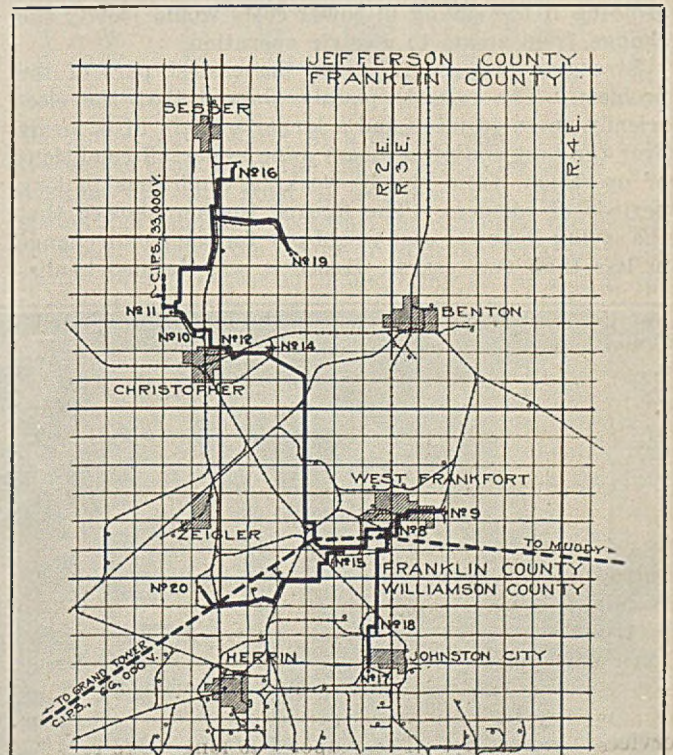 JEFFERSON COUNTY
FRANKLIN COUNTY
SESSER
R.2E.
R.3E.
R.4E.
Nº16
C.I.P.S., 33,000 V.
Nº19
Nº11
BENTON
Nº10
Nº12
Nº14
CHRISTOPHER
WEST FRANKFORT
Nº9
ZEIGLER
Nº8
TO MUDDY
Nº15
FRANKLIN COUNTY
WILLIAMSON COUNTY
Nº20
Nº18
HERRIN
JOHNSTON CITY
Nº17
TO GRAND TOWER
C.I.P.S., 66,000 V.